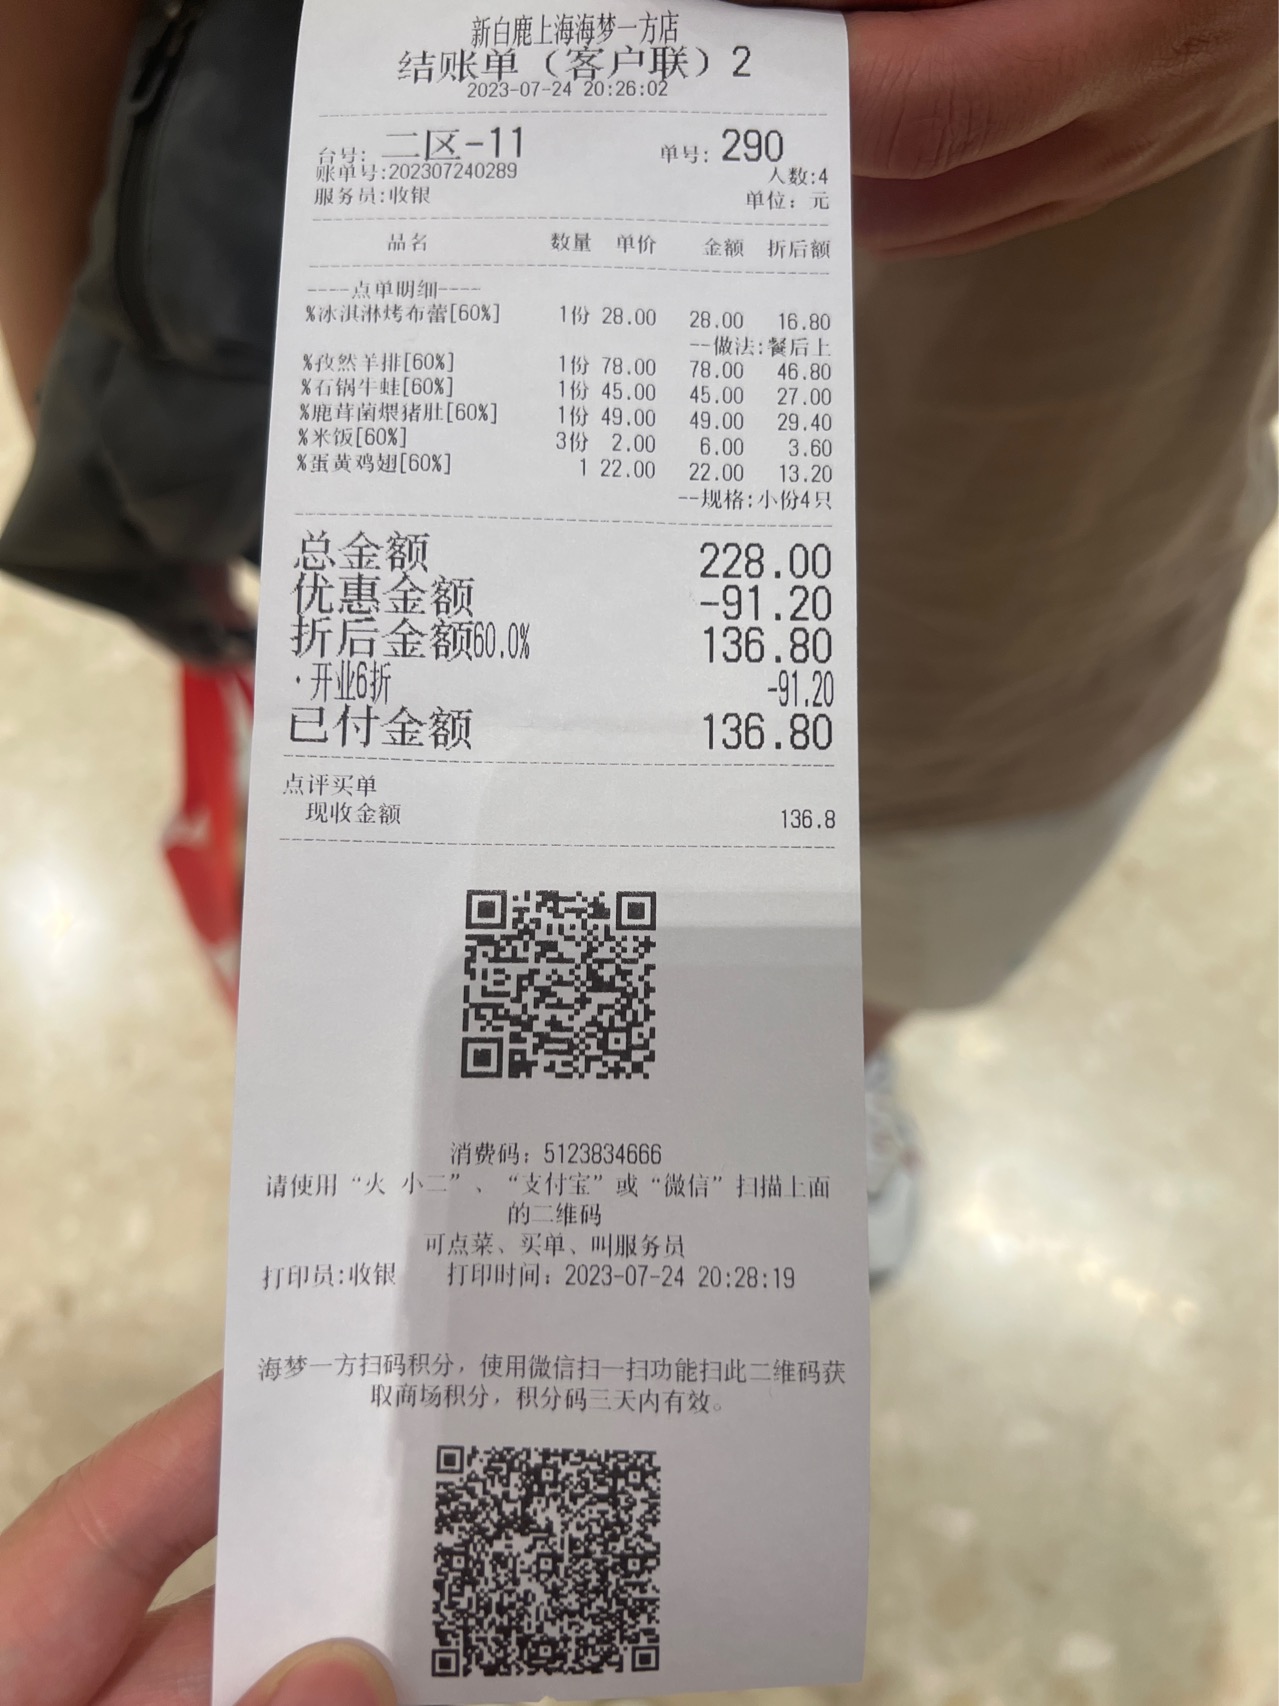 新白鹿上海海梦一方店
结账单（客户联）2
2023-07-24 20:26:02
台号: 二区-11 单号: 290
账单号:202307240289 人数:4
服务员:收银 单位: 元
品名 数量 单价 金额 折后额
----点单明细----
%冰淇淋烤布蕾[60%] 1份 28.00 28.00 16.80
--做法:餐后上
%孜然羊排[60%] 1份 78.00 78.00 46.80
%石锅牛蛙[60%] 1份 45.00 45.00 27.00
%鹿茸菌煨猪肚[60%] 1份 49.00 49.00 29.40
%米饭[60%] 3份 2.00 6.00 3.60
%蛋黄鸡翅[60%] 1 22.00 22.00 13.20
--规格:小份4只
总金额 228.00
优惠金额 -91.20
折后金额60.0% 136.80
·开业6折 -91.20
已付金额 136.80
点评买单
现收金额 136.8
消费码: 5123834666
请使用“火 小二”、“支付宝”或“微信”扫描上面
的二维码
可点菜、买单、叫服务员
打印员:收银 打印时间: 2023-07-24 20:28:19
海梦一方扫码积分，使用微信扫一扫功能扫此二维码获
取商场积分，积分码三天内有效。